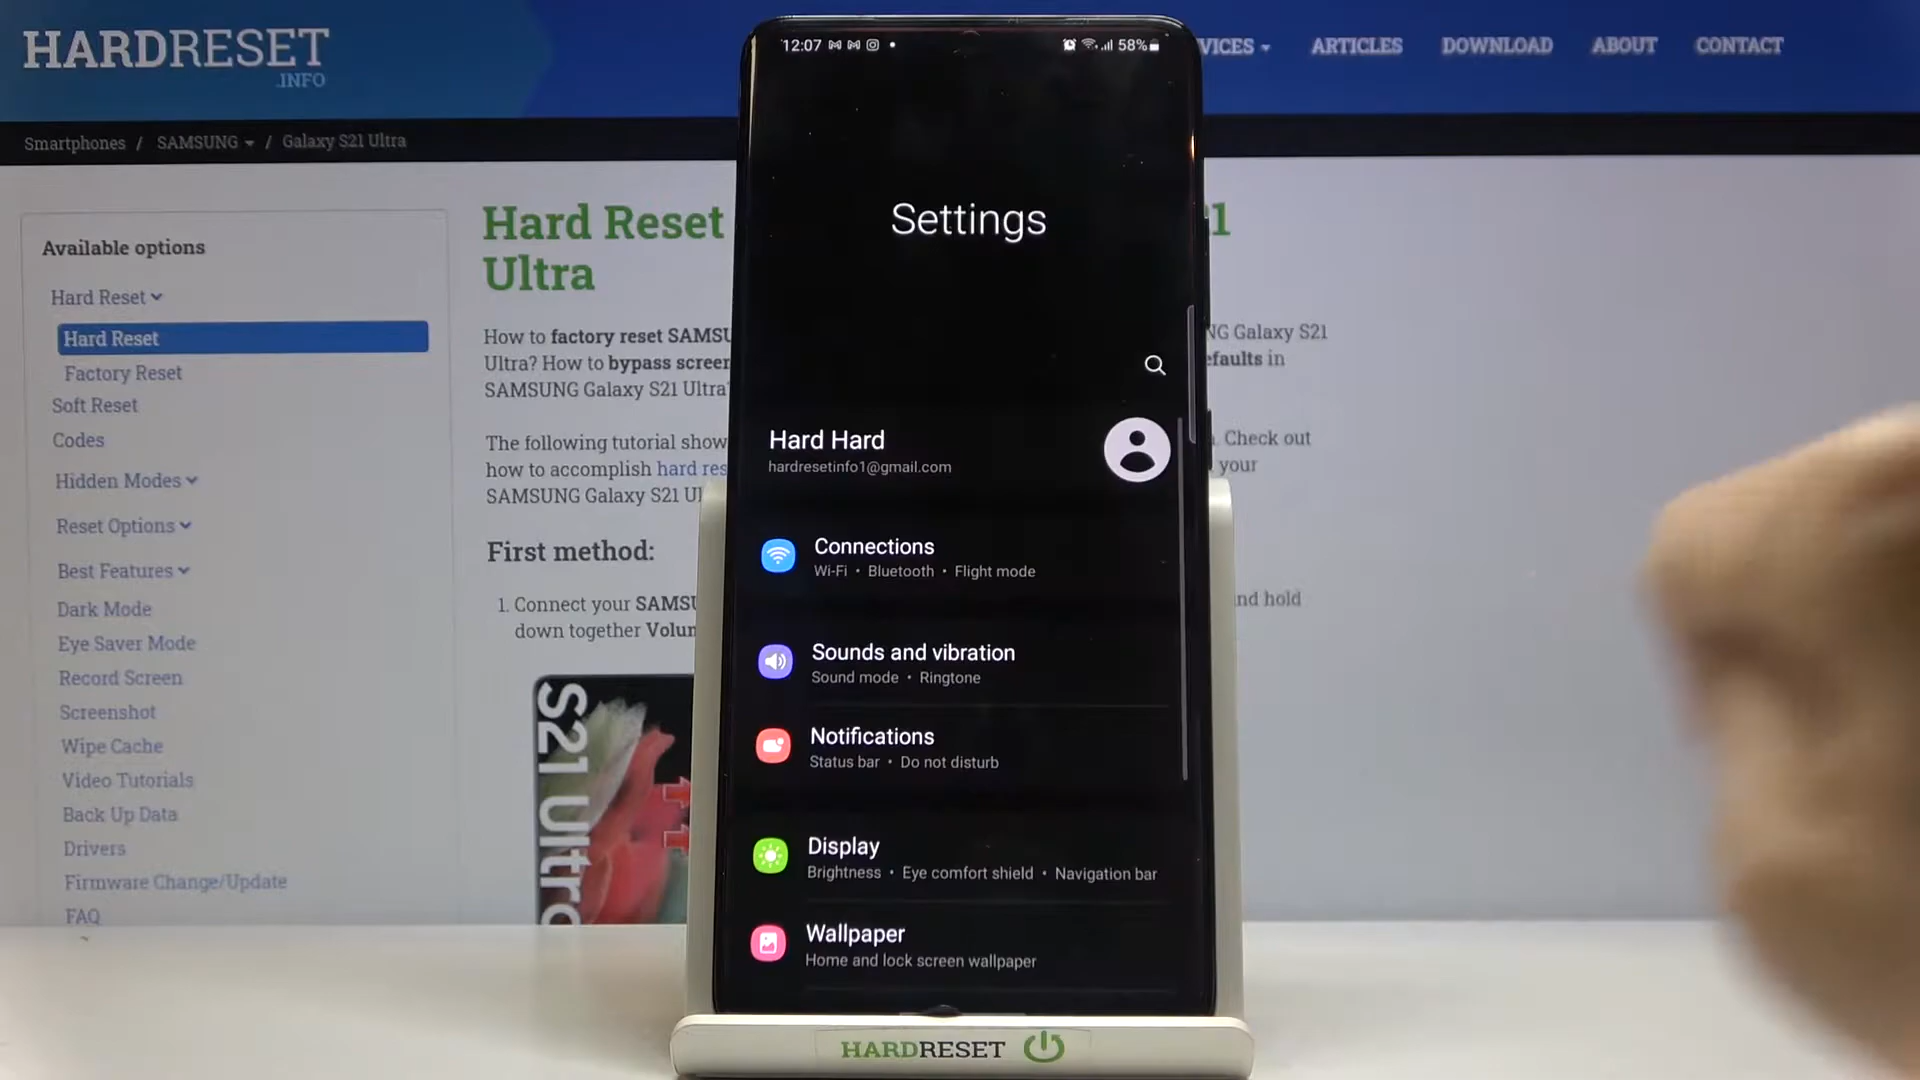 HARDRESET
.INFO
VICES ARTICLES DOWNLOAD ABOUT CONTACT
Smartphones / SAMSUNG / Galaxy S21 Ultra
Available options
Hard Reset
Hard Reset
Factory Reset
Soft Reset
Codes
Hidden Modes
Reset Options
Best Features
Dark Mode
Eye Saver Mode
Record Screen
Screenshot
Wipe Cache
Video Tutorials
Back Up Data
Drivers
Firmware Change/Update
FAQ
Hard Reset 21
Ultra
How to factory reset SAMSU NG Galaxy S21
Ultra? How to bypass screen efaults in
SAMSUNG Galaxy S21 Ultra
The following tutorial show . Check out
how to accomplish hard res your
SAMSUNG Galaxy S21 Ul
First method:
1. Connect your SAMSU and hold
down together Volum
S21 Ultra
12:07 58%
Settings
Hard Hard
hardresetinfo1@gmail.com
Connections
Wi-Fi • Bluetooth • Flight mode
Sounds and vibration
Sound mode • Ringtone
Notifications
Status bar • Do not disturb
Display
Brightness • Eye comfort shield • Navigation bar
Wallpaper
Home and lock screen wallpaper
HARDRESET